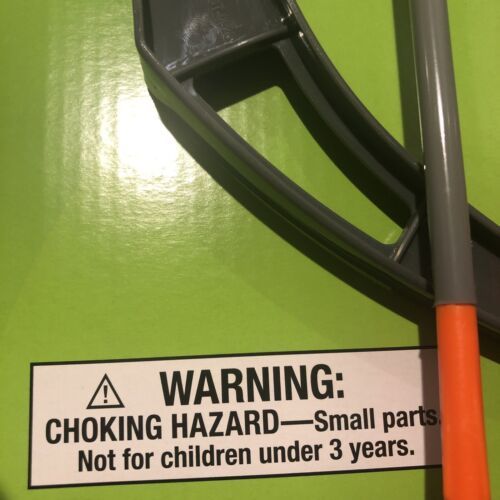 WARNING:
CHOKING HAZARD—Small parts.
Not for children under 3 years.